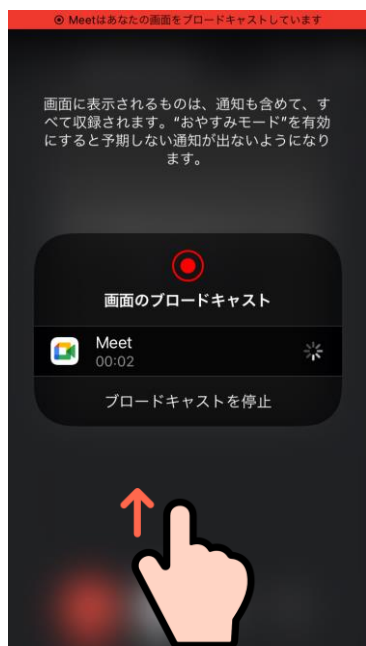 Meetはあなたの画面をブロードキャストしています
画面に表示されるものは、通知も含めて、す
べて収録されます。“おやすみモード”を有効
にすると予期しない通知が出ないようになり
ます。
画面のブロードキャスト
Meet
00:02
ブロードキャストを停止